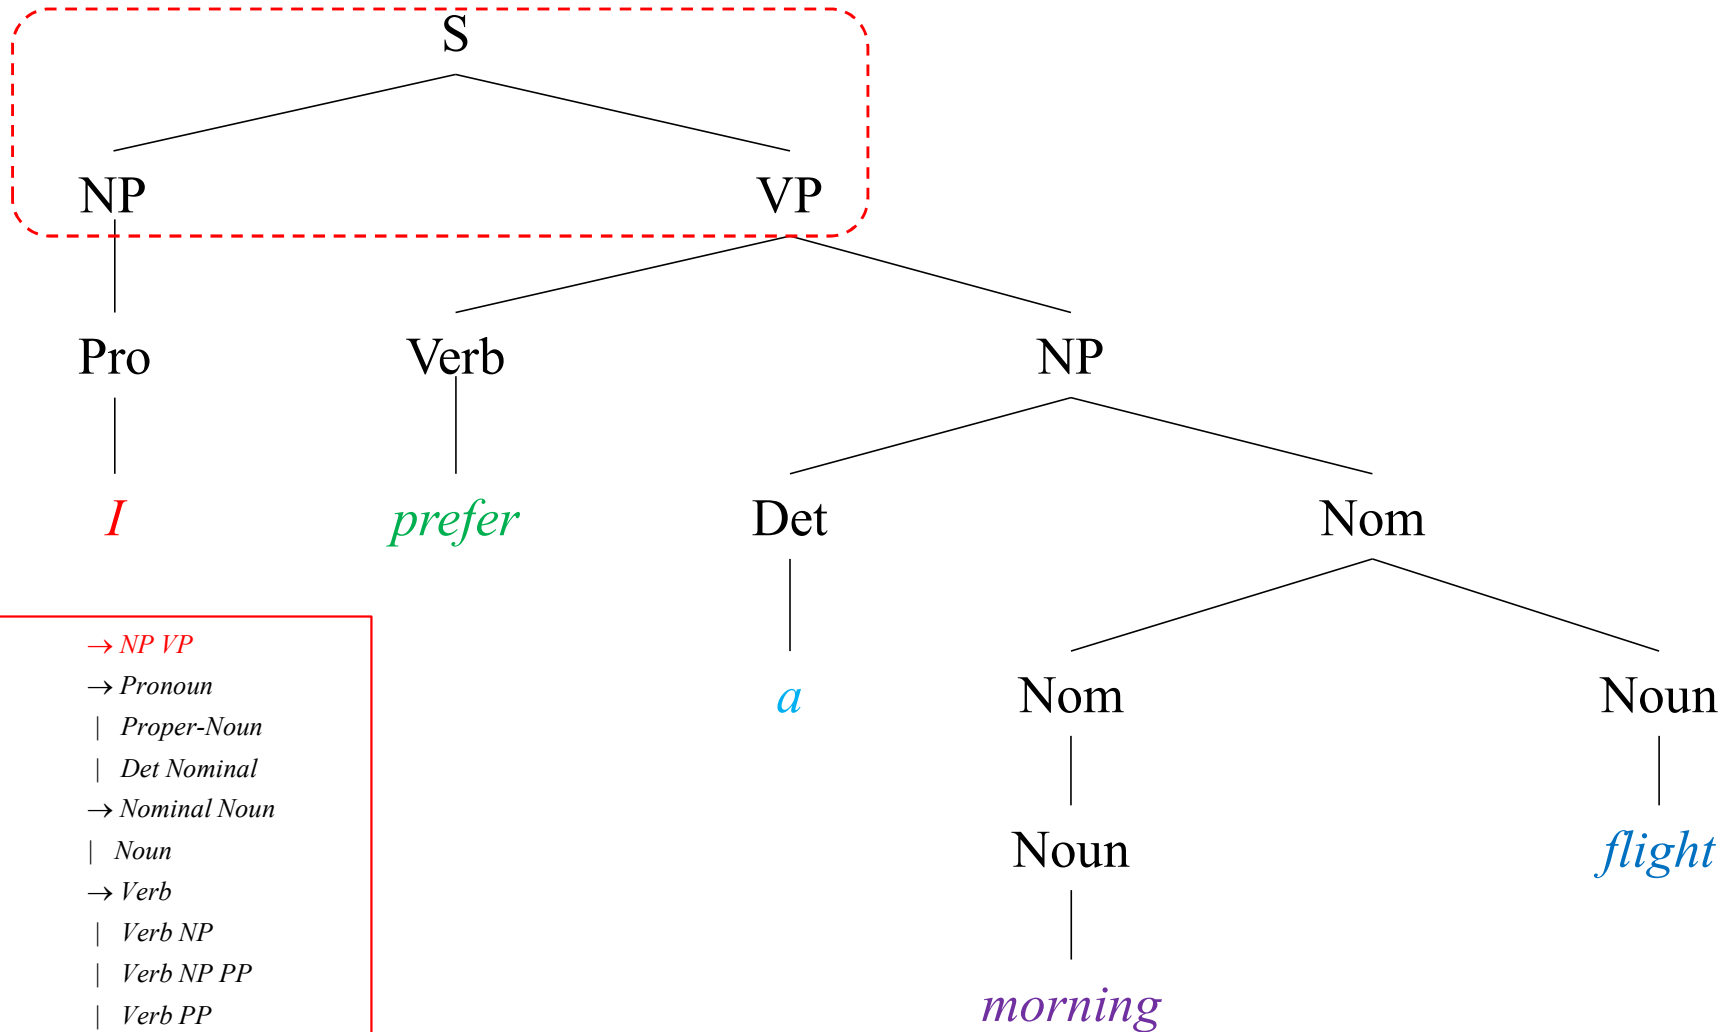 S
NP VP
Pro Verb NP
I prefer Det Nom
→ NP VP
→ Pronoun
| Proper-Noun
| Det Nominal
→ Nominal Noun
| Noun
→ Verb
| Verb NP
| Verb NP PP
| Verb PP
a Nom Noun
Noun flight
morning